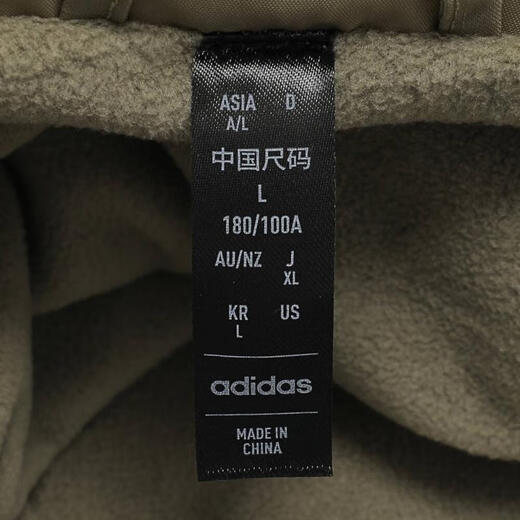 ASIA D
A/L
中国尺码
L
180/100A
AU/NZ J
XL
KR US
L
adidas
MADE IN
CHINA